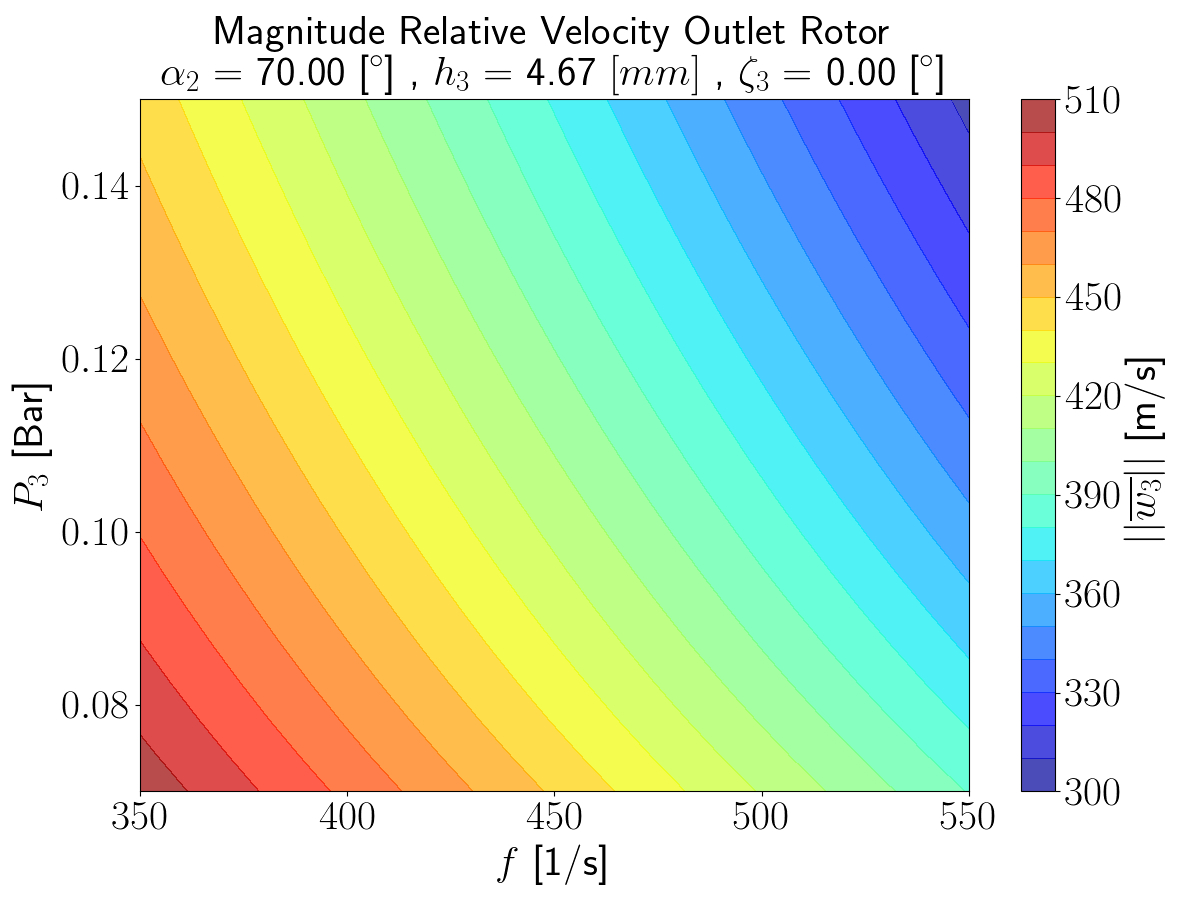 Magnitude Relative Velocity Outlet Rotor
α₂ = 70.00 [°] , h₃ = 4.67 [mm] , ζ₃ = 0.00 [°]
P₃ [Bar]
0.14
0.12
0.10
0.08
350 400 450 500 550
f [1/s]
510
480
450
420
390
360
330
300
||w̅₃|| [m/s]